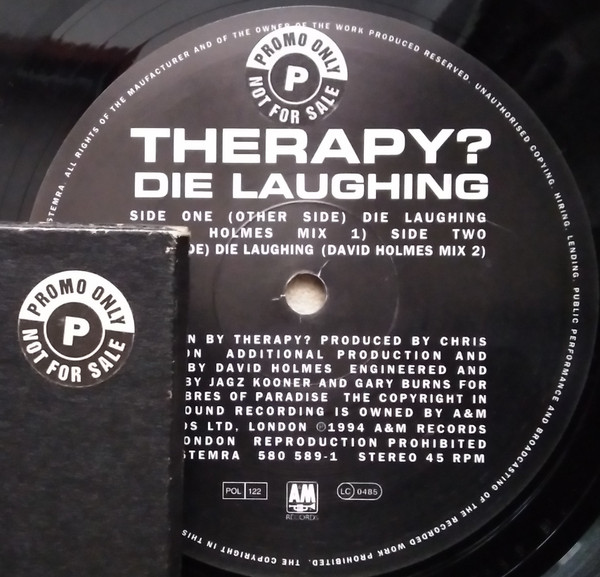 PROMO ONLY
P
NOT FOR SALE
THERAPY?
DIE LAUGHING
SIDE ONE (OTHER SIDE) DIE LAUGHING
HOLMES MIX 1) SIDE TWO
DE) DIE LAUGHING (DAVID HOLMES MIX 2)
N BY THERAPY? PRODUCED BY CHRIS
ON ADDITIONAL PRODUCTION AND
BY DAVID HOLMES ENGINEERED AND
BY JAGZ KOONER AND GARY BURNS FOR
BRES OF PARADISE THE COPYRIGHT IN
OUND RECORDING IS OWNED BY A&M
DS LTD, LONDON ℗1994 A&M RECORDS
ONDON REPRODUCTION PROHIBITED
STEMRA 580 589-1 STEREO 45 RPM
POL 122
A&M
RECORDS
LC 0485
STEMRA. ALL RIGHTS OF THE MAUFACTURER AND OF THE OWNER OF THE WORK PRODUCED RESERVED. UNAUTHORISED COPYING. HIRING. LENDING. PUBLIC PERFORMANCE AND BROADCASTING OF THE RECORDED WORK PROHIBITED. THE COPYRIGHT IN THIS
PROMO ONLY
P
NOT FOR SALE